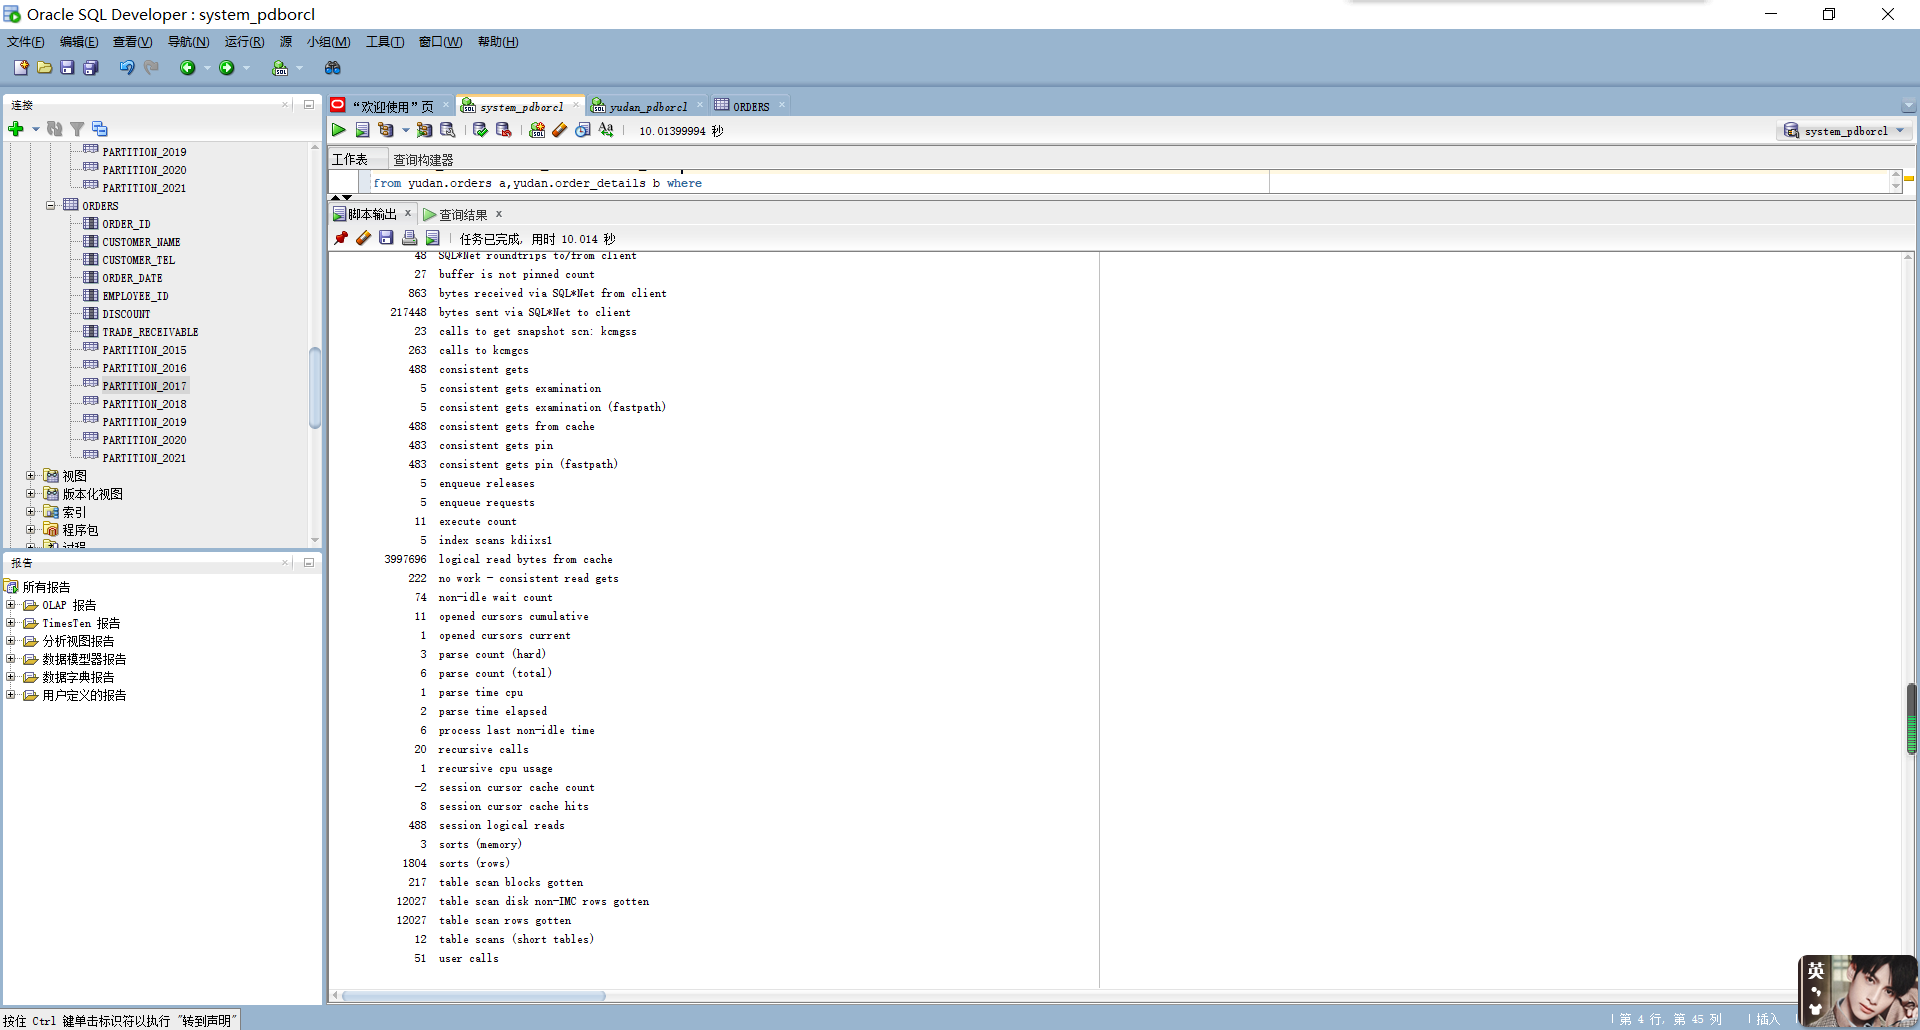 Oracle SQL Developer : system_pdborcl
文件(F) 编辑(E) 查看(V) 导航(N) 运行(R) 源 小组(M) 工具(T) 窗口(W) 帮助(H)
连接
PARTITION_2019
PARTITION_2020
PARTITION_2021
ORDERS
ORDER_ID
CUSTOMER_NAME
CUSTOMER_TEL
ORDER_DATE
EMPLOYEE_ID
DISCOUNT
TRADE_RECEIVABLE
PARTITION_2015
PARTITION_2016
PARTITION_2017
PARTITION_2018
PARTITION_2019
PARTITION_2020
PARTITION_2021
视图
版本化视图
索引
程序包
过程
报告
所有报告
OLAP 报告
TimesTen 报告
分析视图报告
数据模型器报告
数据字典报告
用户定义的报告
“欢迎使用”页 system_pdborcl yudan_pdborcl ORDERS
10.01399994 秒
system_pdborcl
工作表 查询构建器
from yudan.orders a,yudan.order_details b where
脚本输出 查询结果
任务已完成, 用时 10.014 秒
48 SQL*Net roundtrips to/from client
27 buffer is not pinned count
863 bytes received via SQL*Net from client
217448 bytes sent via SQL*Net to client
23 calls to get snapshot scn: kcmgss
263 calls to kcmgcs
488 consistent gets
5 consistent gets examination
5 consistent gets examination (fastpath)
488 consistent gets from cache
483 consistent gets pin
483 consistent gets pin (fastpath)
5 enqueue releases
5 enqueue requests
11 execute count
5 index scans kdiixs1
3997696 logical read bytes from cache
222 no work - consistent read gets
74 non-idle wait count
11 opened cursors cumulative
1 opened cursors current
3 parse count (hard)
6 parse count (total)
1 parse time cpu
2 parse time elapsed
6 process last non-idle time
20 recursive calls
1 recursive cpu usage
-2 session cursor cache count
8 session cursor cache hits
488 session logical reads
3 sorts (memory)
1804 sorts (rows)
217 table scan blocks gotten
12027 table scan disk non-IMC rows gotten
12027 table scan rows gotten
12 table scans (short tables)
51 user calls
英
按住 Ctrl 键单击标识符以执行 "转到声明"
第 4 行, 第 45 列 插入